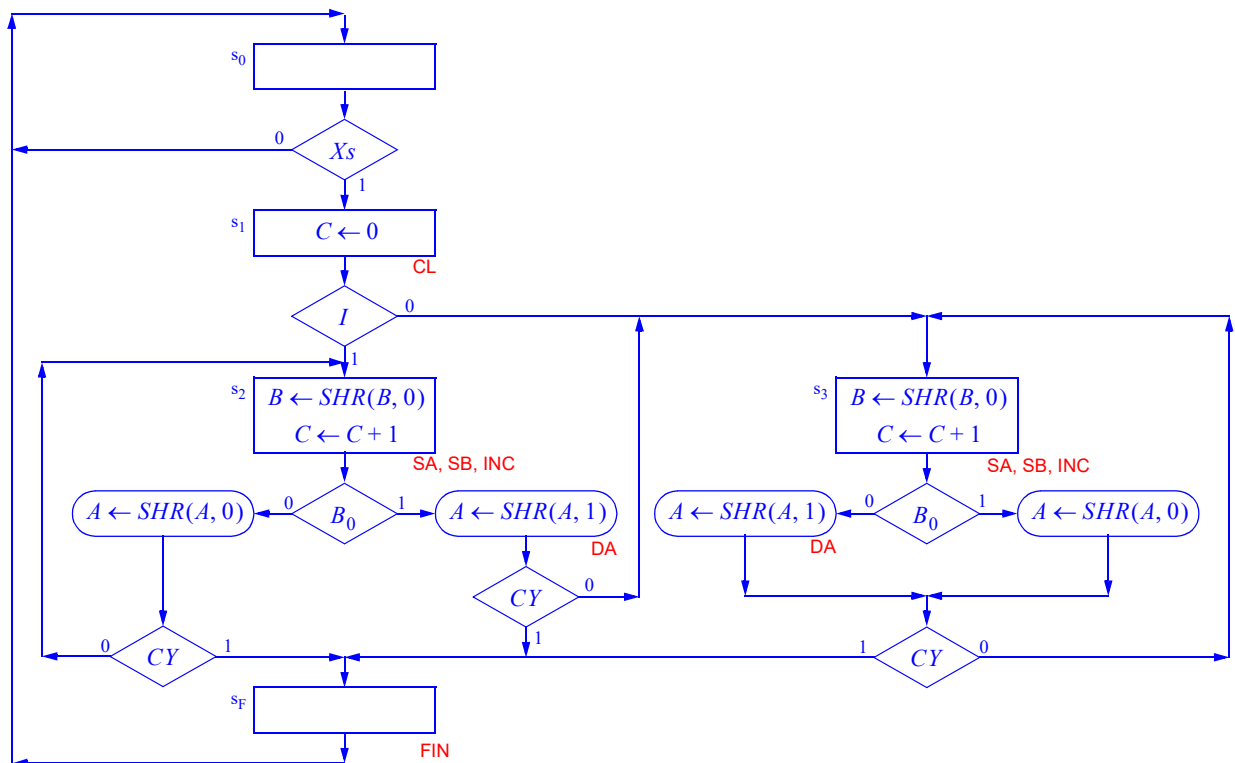 s0
0
Xs
1
s1
C ← 0
CL
I
0
1
s2
B ← SHR(B, 0)
C ← C + 1
SA, SB, INC
s3
B ← SHR(B, 0)
C ← C + 1
SA, SB, INC
A ← SHR(A, 0)
0
B0
1
A ← SHR(A, 1)
DA
A ← SHR(A, 1)
DA
0
B0
1
A ← SHR(A, 0)
CY
0
1
0
CY
1
1
CY
0
sF
FIN